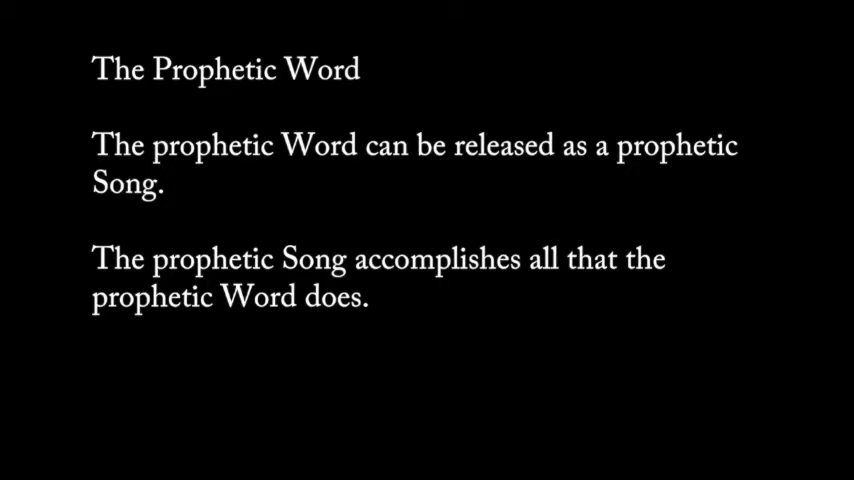 The Prophetic Word
The prophetic Word can be released as a prophetic
Song.
The prophetic Song accomplishes all that the
prophetic Word does.